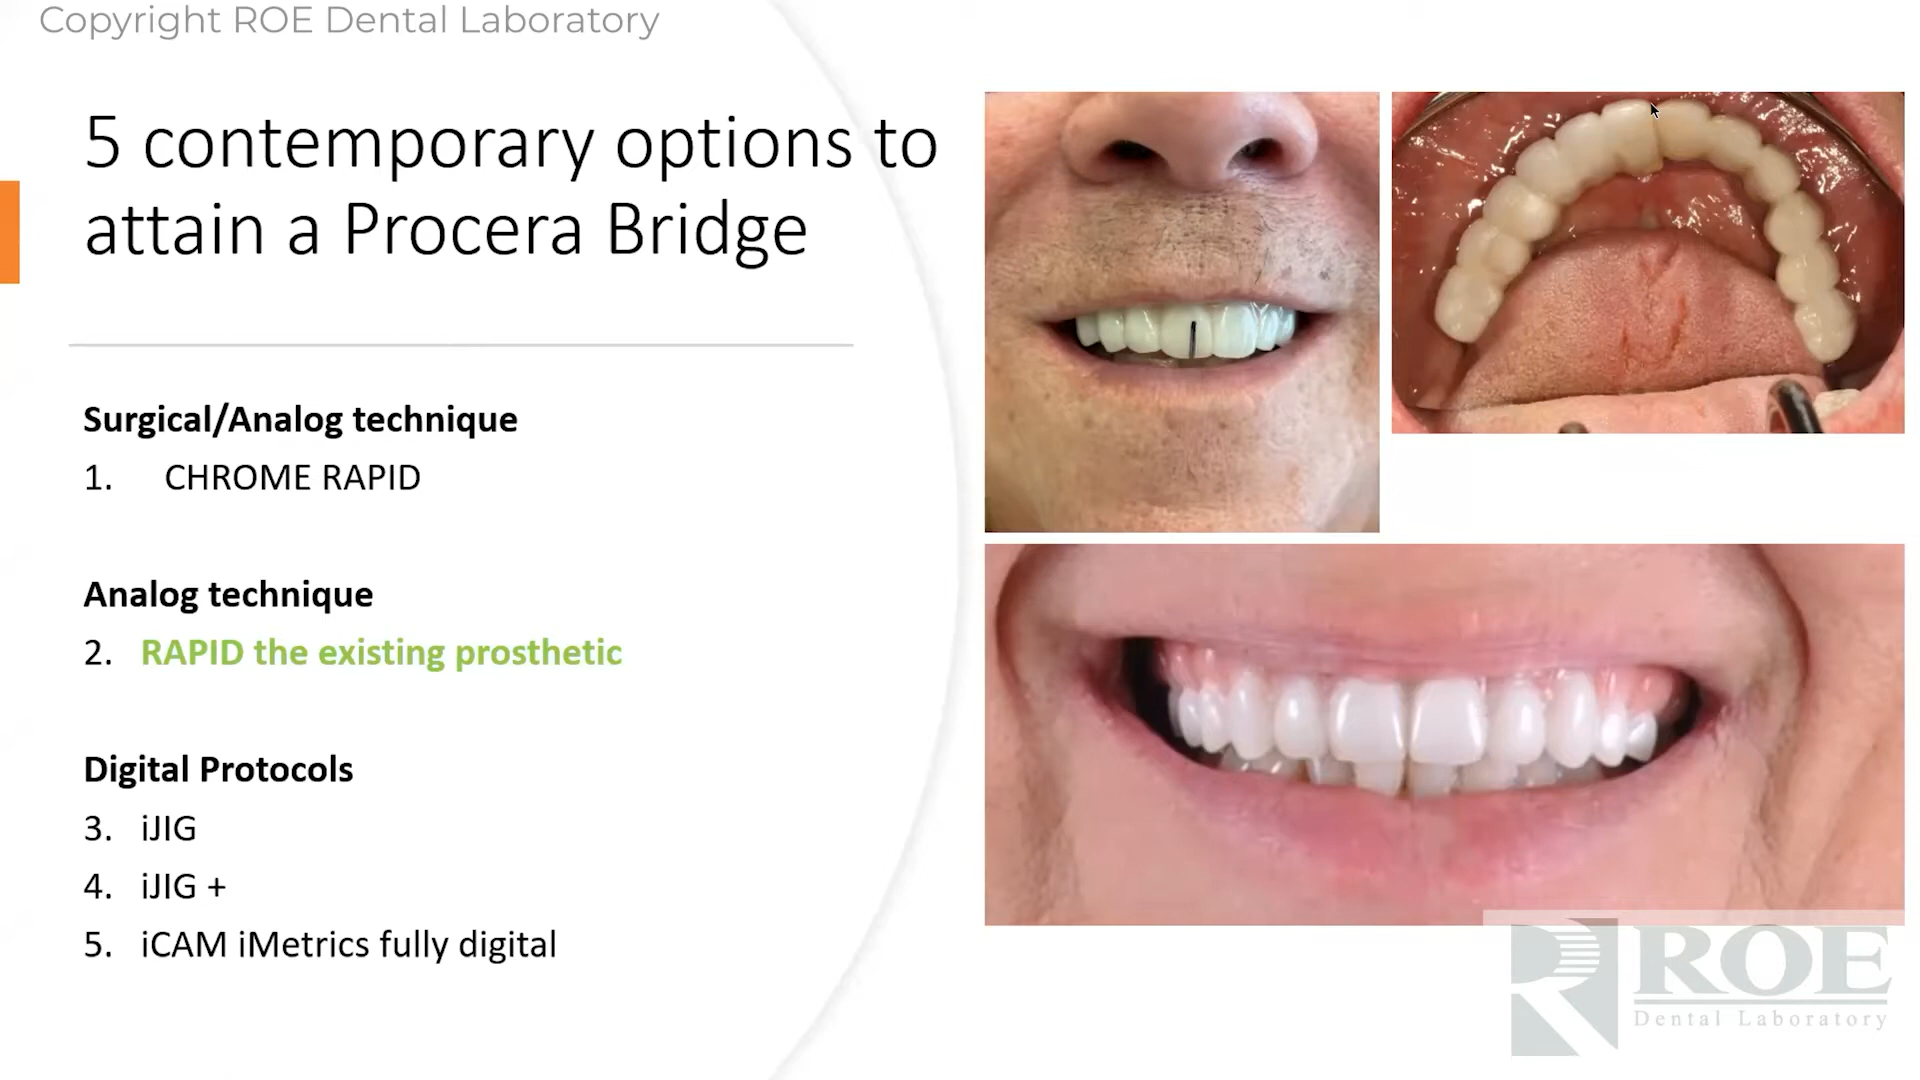 Copyright ROE Dental Laboratory
5 contemporary options to
attain a Procera Bridge
Surgical/Analog technique
1. CHROME RAPID
Analog technique
2. RAPID the existing prosthetic
Digital Protocols
3. iJIG
4. iJIG +
5. iCAM iMetrics fully digital
ROE
Dental Laboratory